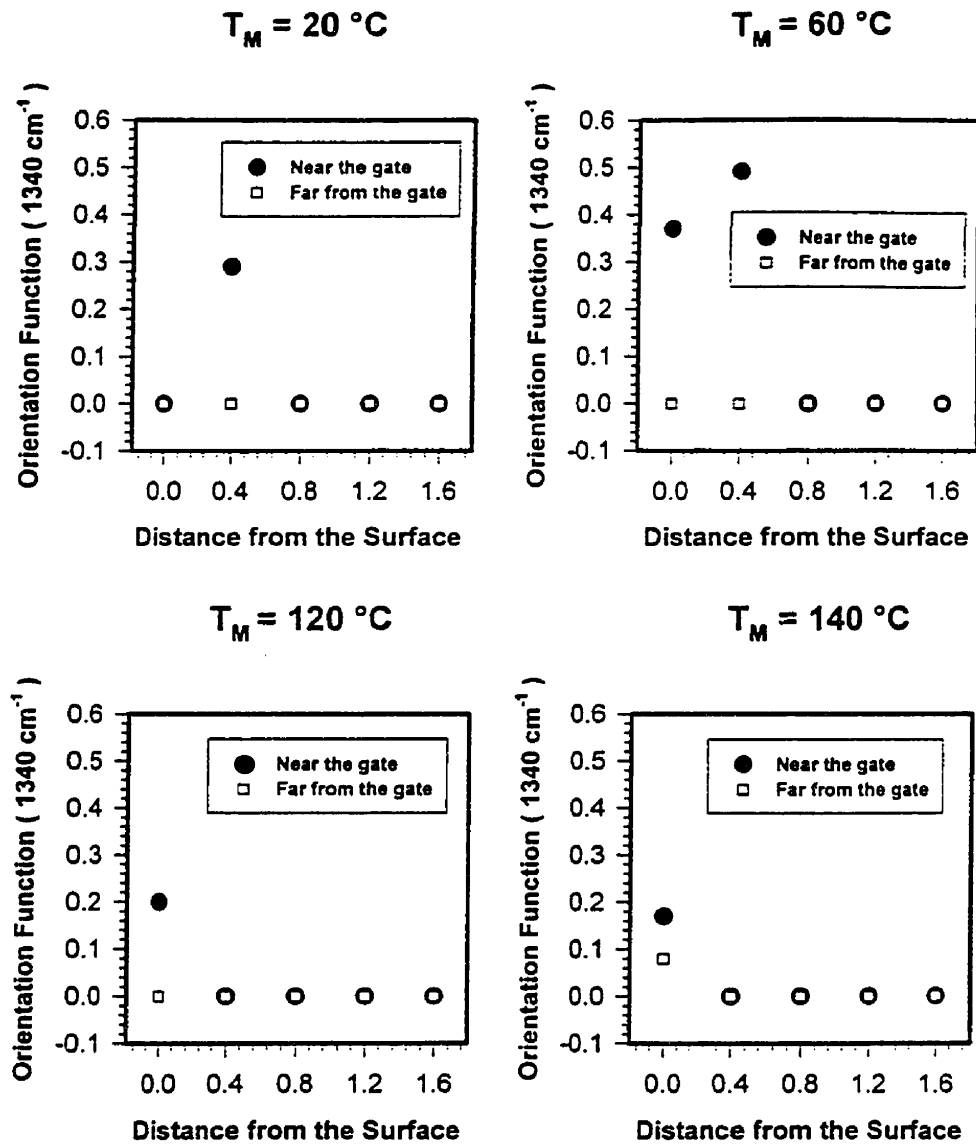 T_M = 20 °C
Orientation Function ( 1340 cm⁻¹ )
0.6
0.5
0.4
0.3
0.2
0.1
0.0
-0.1
Near the gate
Far from the gate
0.0 0.4 0.8 1.2 1.6
Distance from the Surface
T_M = 60 °C
Orientation Function ( 1340 cm⁻¹ )
0.6
0.5
0.4
0.3
0.2
0.1
0.0
-0.1
Near the gate
Far from the gate
0.0 0.4 0.8 1.2 1.6
Distance from the Surface
T_M = 120 °C
Orientation Function ( 1340 cm⁻¹ )
0.6
0.5
0.4
0.3
0.2
0.1
0.0
-0.1
Near the gate
Far from the gate
0.0 0.4 0.8 1.2 1.6
Distance from the Surface
T_M = 140 °C
Orientation Function ( 1340 cm⁻¹ )
0.6
0.5
0.4
0.3
0.2
0.1
0.0
-0.1
Near the gate
Far from the gate
0.0 0.4 0.8 1.2 1.6
Distance from the Surface